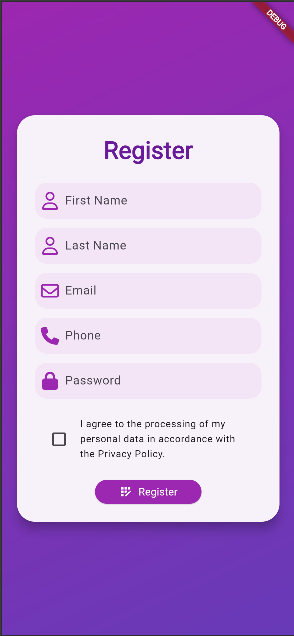 DEBUG
Register
First Name
Last Name
Email
Phone
Password
I agree to the processing of my
personal data in accordance with
the Privacy Policy.
Register